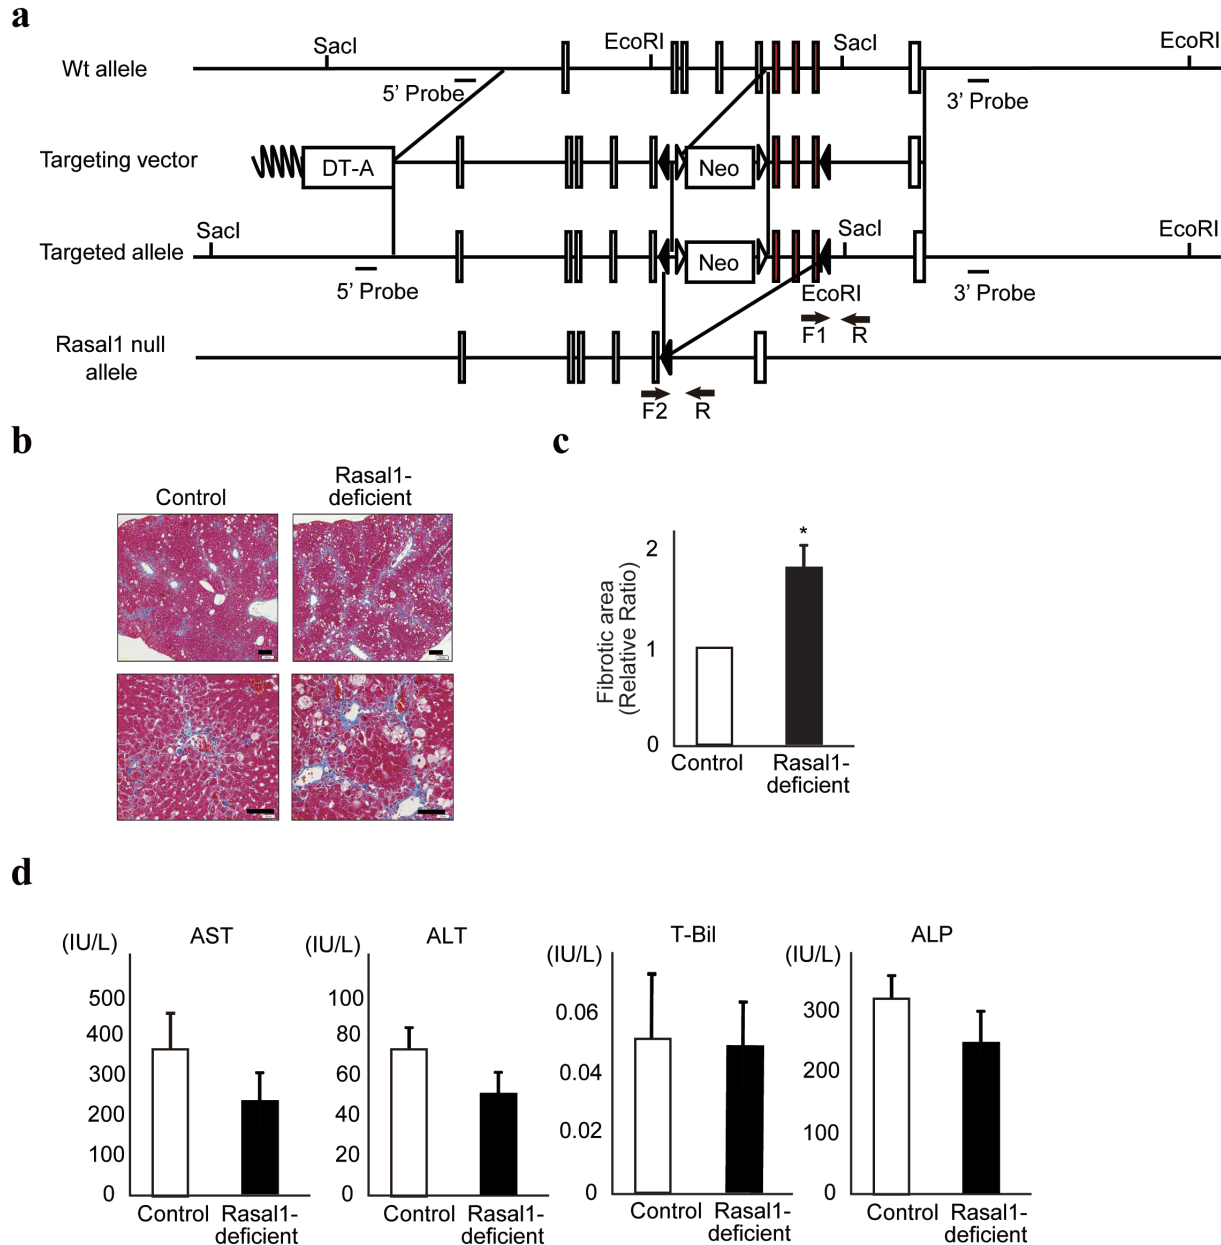 a
SacI
EcoRI
SacI
EcoRI
Wt allele
5’ Probe
3’ Probe
Targeting vector
DT-A
Neo
SacI
SacI
EcoRI
Targeted allele
Neo
5’ Probe
EcoRI
3’ Probe
F1
R
Rasal1 null
allele
F2
R
b
Control
Rasal1-
deficient
c
Fibrotic area
(Relative Ratio)
2
*
1
0
Control
Rasal1-
deficient
d
(IU/L)
AST
500
400
300
200
100
0
Control
Rasal1-
deficient
(IU/L)
ALT
100
80
60
40
20
0
Control
Rasal1-
deficient
T-Bil
(IU/L)
0.06
0.04
0.02
0
Control
Rasal1-
deficient
ALP
(IU/L)
300
200
100
0
Control
Rasal1-
deficient